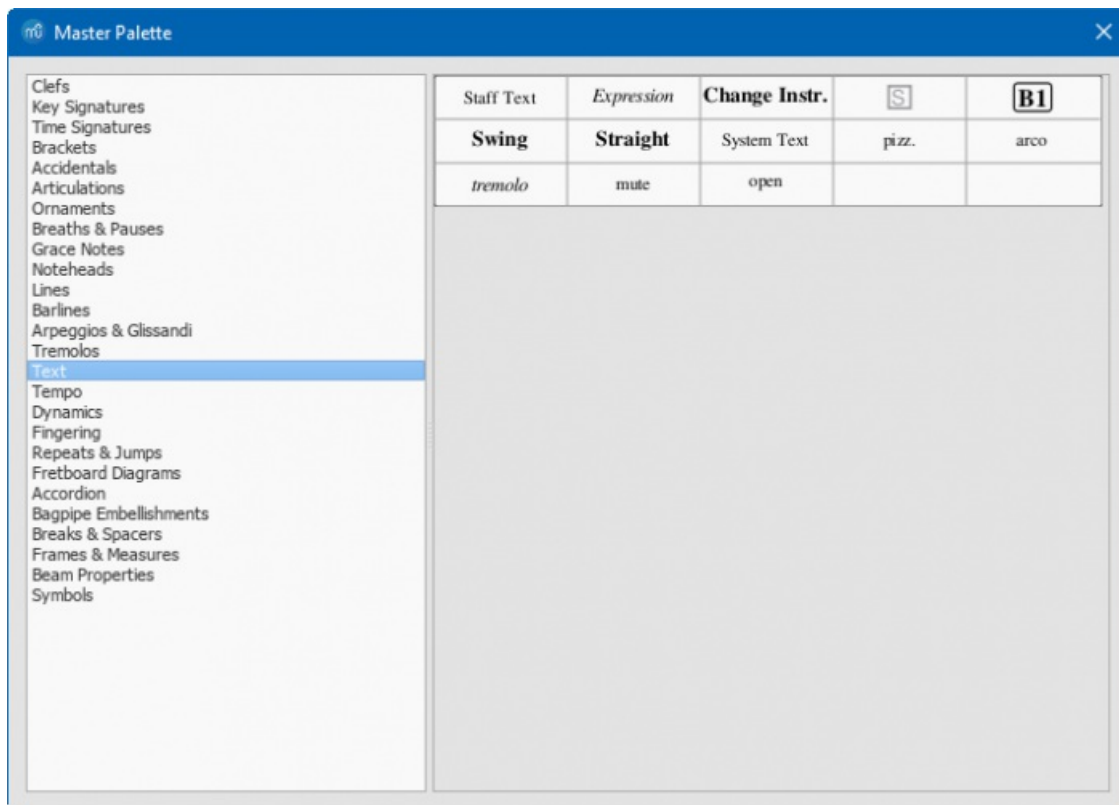 Master Palette
Clefs
Key Signatures
Time Signatures
Brackets
Accidentals
Articulations
Ornaments
Breaths & Pauses
Grace Notes
Noteheads
Lines
Barlines
Arpeggios & Glissandi
Tremolos
Text
Tempo
Dynamics
Fingering
Repeats & Jumps
Fretboard Diagrams
Accordion
Bagpipe Embellishments
Breaks & Spacers
Frames & Measures
Beam Properties
Symbols
Staff Text Expression Change Instr. S B1
Swing Straight System Text pizz. arco
tremolo mute open